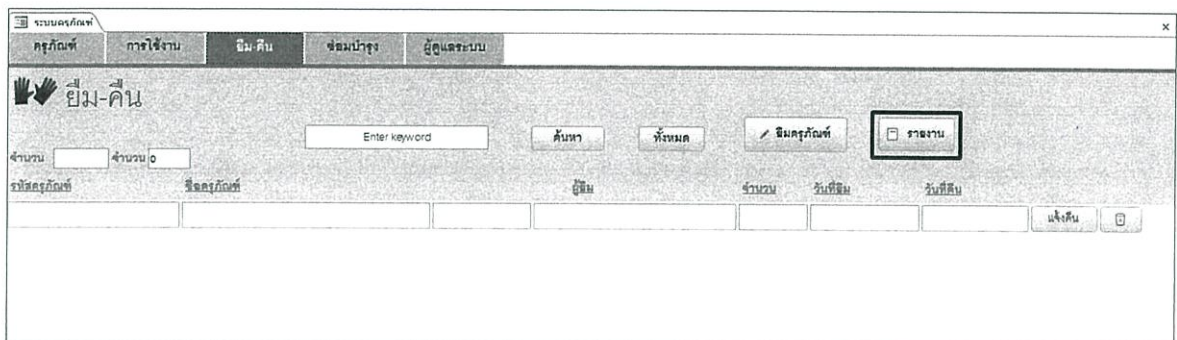 ระบบครุภัณฑ์
ครุภัณฑ์ การใช้งาน ยืม-คืน ซ่อมบำรุง ผู้ดูแลระบบ
ยืม-คืน
Enter keyword ค้นหา ทั้งหมด ยืมครุภัณฑ์ รายงาน
จำนวน จำนวน 0
รหัสครุภัณฑ์ ชื่อครุภัณฑ์ ผู้ยืม จำนวน วันที่ยืม วันที่คืน
แจ้งคืน